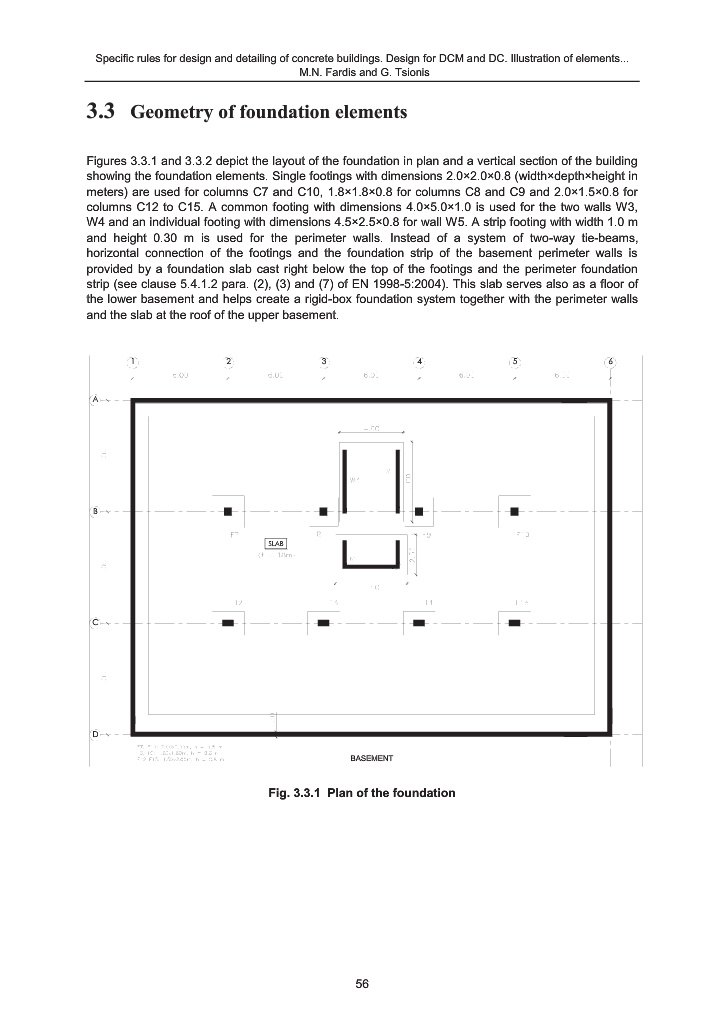 Specific rules for design and detailing of concrete buildings. Design for DCM and DC. Illustration of elements...
M.N. Fardis and G. Tsionis
3.3 Geometry of foundation elements
Figures 3.3.1 and 3.3.2 depict the layout of the foundation in plan and a vertical section of the building
showing the foundation elements. Single footings with dimensions 2.0×2.0×0.8 (width×depth×height in
meters) are used for columns C7 and C10, 1.8×1.8×0.8 for columns C8 and C9 and 2.0×1.5×0.8 for
columns C12 to C15. A common footing with dimensions 4.0×5.0×1.0 is used for the two walls W3,
W4 and an individual footing with dimensions 4.5×2.5×0.8 for wall W5. A strip footing with width 1.0 m
and height 0.30 m is used for the perimeter walls. Instead of a system of two-way tie-beams,
horizontal connection of the footings and the foundation strip of the basement perimeter walls is
provided by a foundation slab cast right below the top of the footings and the perimeter foundation
strip (see clause 5.4.1.2 para. (2), (3) and (7) of EN 1998-5:2004). This slab serves also as a floor of
the lower basement and helps create a rigid-box foundation system together with the perimeter walls
and the slab at the roof of the upper basement.
1 2 3 4 5 6
6.00
A
B
SLAB
C
D
BASEMENT
Fig. 3.3.1 Plan of the foundation
56